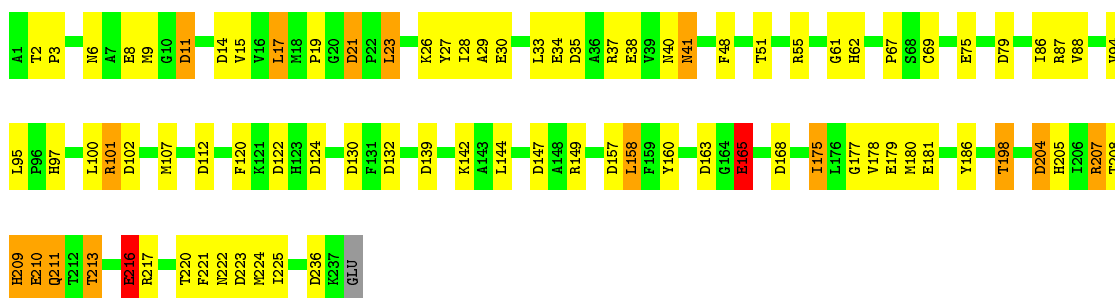 A1 T2 P3 N6 A7 E8 M9 G10 D11 D14 V15 V16 L17 M18 P19 G20 D21 P22 L23 K26 Y27 I28 A29 E30 L33 E34 D35 A36 R37 E38 V39 N40 N41 F48 T51 R55 G61 H62 P67 S68 C69 E75 D79 I86 R87 V88
L95 P96 H97 L100 R101 D102 M107 D112 F120 K121 D122 H123 D124 D130 F131 D132 D139 K142 A143 L144 D147 A148 R149 D157 L158 F159 Y160 D163 G164 E165 D168 I175 L176 G177 V178 E179 M180 E181 Y186 T198 D204 H205 I206 R207 T208
H209 E210 Q211 T212 T213 E216 R217 T220 F221 N222 D223 M224 I225 D236 K237 GLU